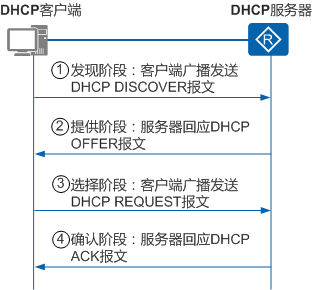 DHCP客户端
DHCP服务器
R
①发现阶段：客户端广播发送
DHCP DISCOVER报文
②提供阶段：服务器回应DHCP
OFFER报文
③选择阶段：客户端广播发送
DHCP REQUEST报文
④确认阶段：服务器回应DHCP
ACK报文